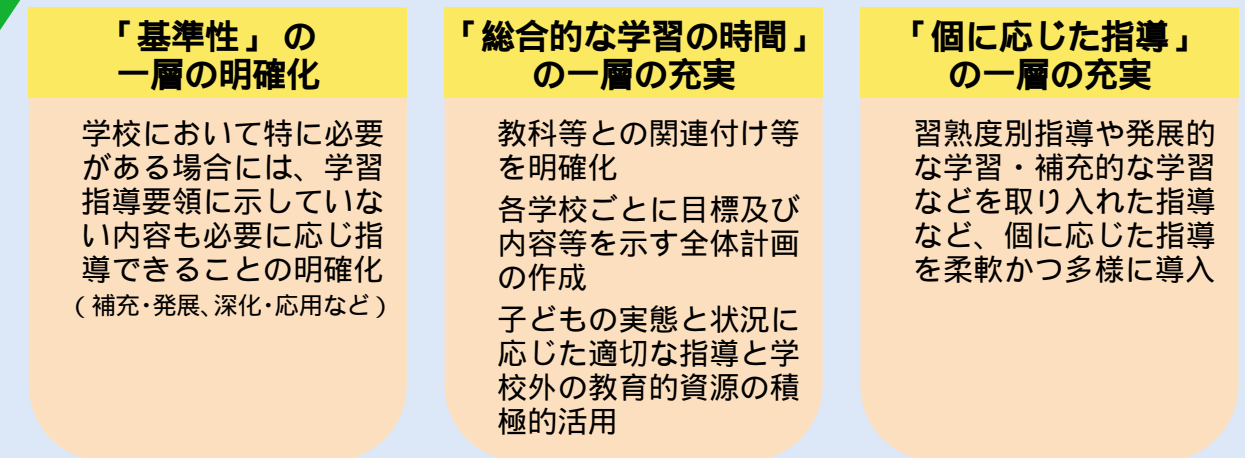 「基準性」の
一層の明確化
学校において特に必要
がある場合には、学習
指導要領に示していな
い内容も必要に応じ指
導できることの明確化
(補充・発展、深化・応用など)
「総合的な学習の時間」
の一層の充実
教科等との関連付け等
を明確化
各学校ごとに目標及び
内容等を示す全体計画
の作成
子どもの実態と状況に
応じた適切な指導と学
校外の教育的資源の積
極的活用
「個に応じた指導」
の一層の充実
習熟度別指導や発展的
な学習・補充的な学習
などを取り入れた指導
など、個に応じた指導
を柔軟かつ多様に導入